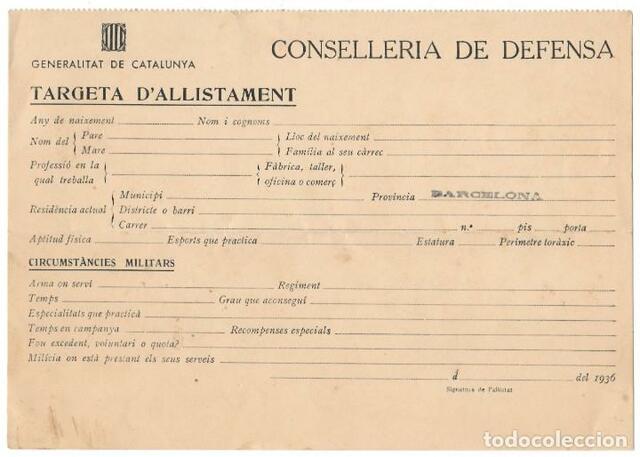 CONSELLERIA DE DEFENSA
GENERALITAT DE CATALUNYA
TARGETA D'ALLISTAMENT
Any de naixement Nom i cognoms
Nom del Pare Lloc del naixement
Mare Família al seu càrrec
Professió en la Fàbrica, taller,
qual treballa oficina o comerç
Municipi Província BARCELONA
Residència actual Districte o barri
Carrer n.º pis porta
Aptitud física Esports que practica Estatura Perímetre toràxic
CIRCUMSTÀNCIES MILITARS
Arma on serví Regiment
Temps Grau que aconseguí
Especialitats que practicà
Temps en campanya Recompenses especials
Fou excedent, voluntari o quota?
Milícia on està prestant els seus serveis
d del 1936
Signatura de l'allistat
todocoleccion